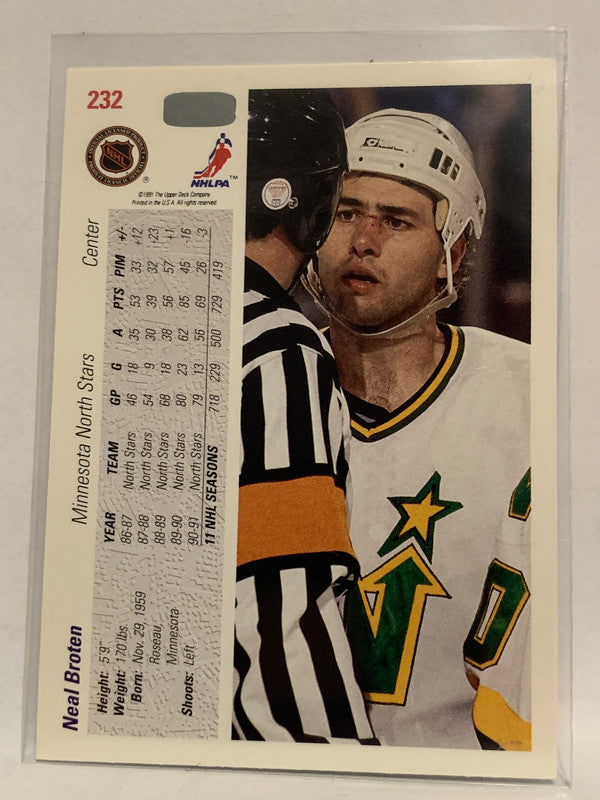 232
NHL
®
NHLPA™
©1991 The Upper Deck Company
Printed in the U.S.A. All rights reserved
Neal Broten
Minnesota North Stars Center
Height: 5'9"
Weight: 170 lbs.
Born: Nov. 29, 1959
Roseau,
Minnesota
Shoots: Left
YEAR TEAM GP G A PTS PIM +/-
86-87 North Stars 46 18 35 53 33 +12
87-88 North Stars 54 9 30 39 32 -23
88-89 North Stars 68 18 38 56 57 +1
89-90 North Stars 80 23 62 85 45 -16
90-91 North Stars 79 13 56 69 26 -3
11 NHL SEASONS 718 229 500 729 419